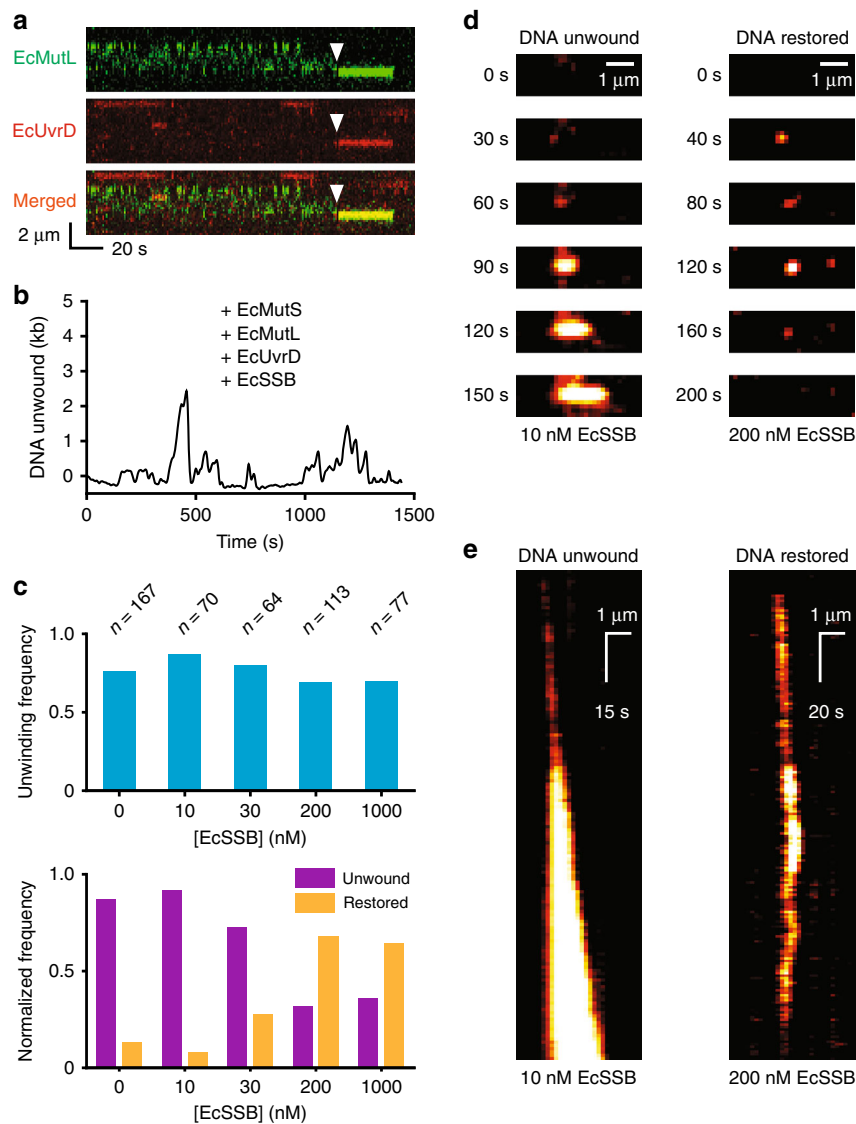 a
EcMutL
EcUvrD
Merged
2 μm
20 s
b
DNA unwound (kb)
5
4
3
2
1
0
+ EcMutS
+ EcMutL
+ EcUvrD
+ EcSSB
0 500 1000 1500
Time (s)
c
n = 167 n = 70 n = 64 n = 113 n = 77
Unwinding frequency
1.0
0.5
0
0 10 30 200 1000
[EcSSB] (nM)
Normalized frequency
1.0
0.5
0
Unwound
Restored
0 10 30 200 1000
[EcSSB] (nM)
d
DNA unwound
0 s
1 μm
30 s
60 s
90 s
120 s
150 s
10 nM EcSSB
DNA restored
0 s
1 μm
40 s
80 s
120 s
160 s
200 s
200 nM EcSSB
e
DNA unwound
1 μm
15 s
10 nM EcSSB
DNA restored
1 μm
20 s
200 nM EcSSB